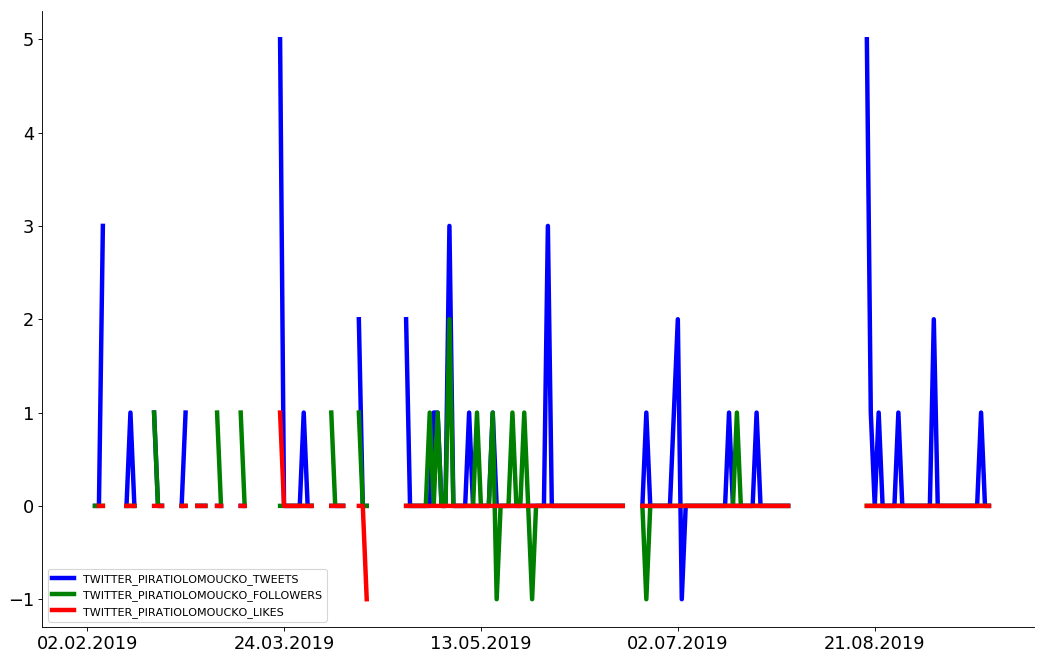 5
4
3
2
1
0
−1
TWITTER_PIRATIOLOMOUCKO_TWEETS
TWITTER_PIRATIOLOMOUCKO_FOLLOWERS
TWITTER_PIRATIOLOMOUCKO_LIKES
02.02.2019 24.03.2019 13.05.2019 02.07.2019 21.08.2019